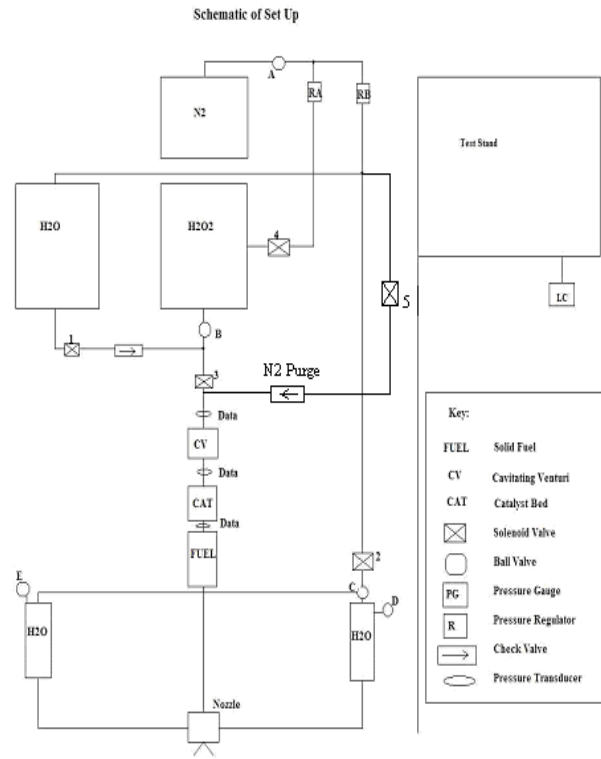 Schematic of Set Up
A
N2
RA
RB
Test Stand
H2O
H2O2
4
LC
5
B
1
3
N2 Purge
Data
CV
Data
CAT
Data
FUEL
2
E
C
D
H2O
H2O
Nozzle
Key:
FUEL Solid Fuel
CV Cavitating Venturi
CAT Catalyst Bed
Solenoid Valve
Ball Valve
PG Pressure Gauge
R Pressure Regulator
Check Valve
Pressure Transducer